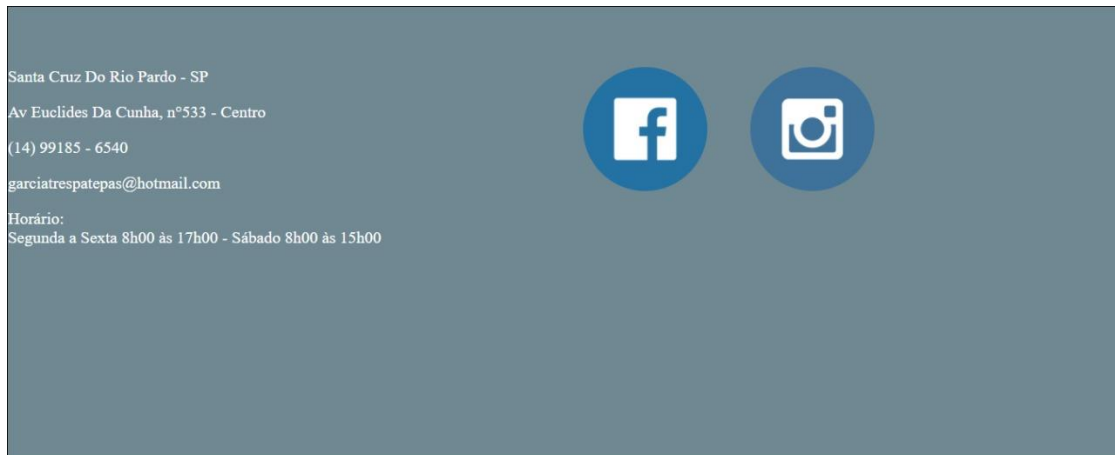 Santa Cruz Do Rio Pardo - SP
Av Euclides Da Cunha, n°533 - Centro
(14) 99185 - 6540
garciatrespatepas@hotmail.com
Horário:
Segunda a Sexta 8h00 às 17h00 - Sábado 8h00 às 15h00